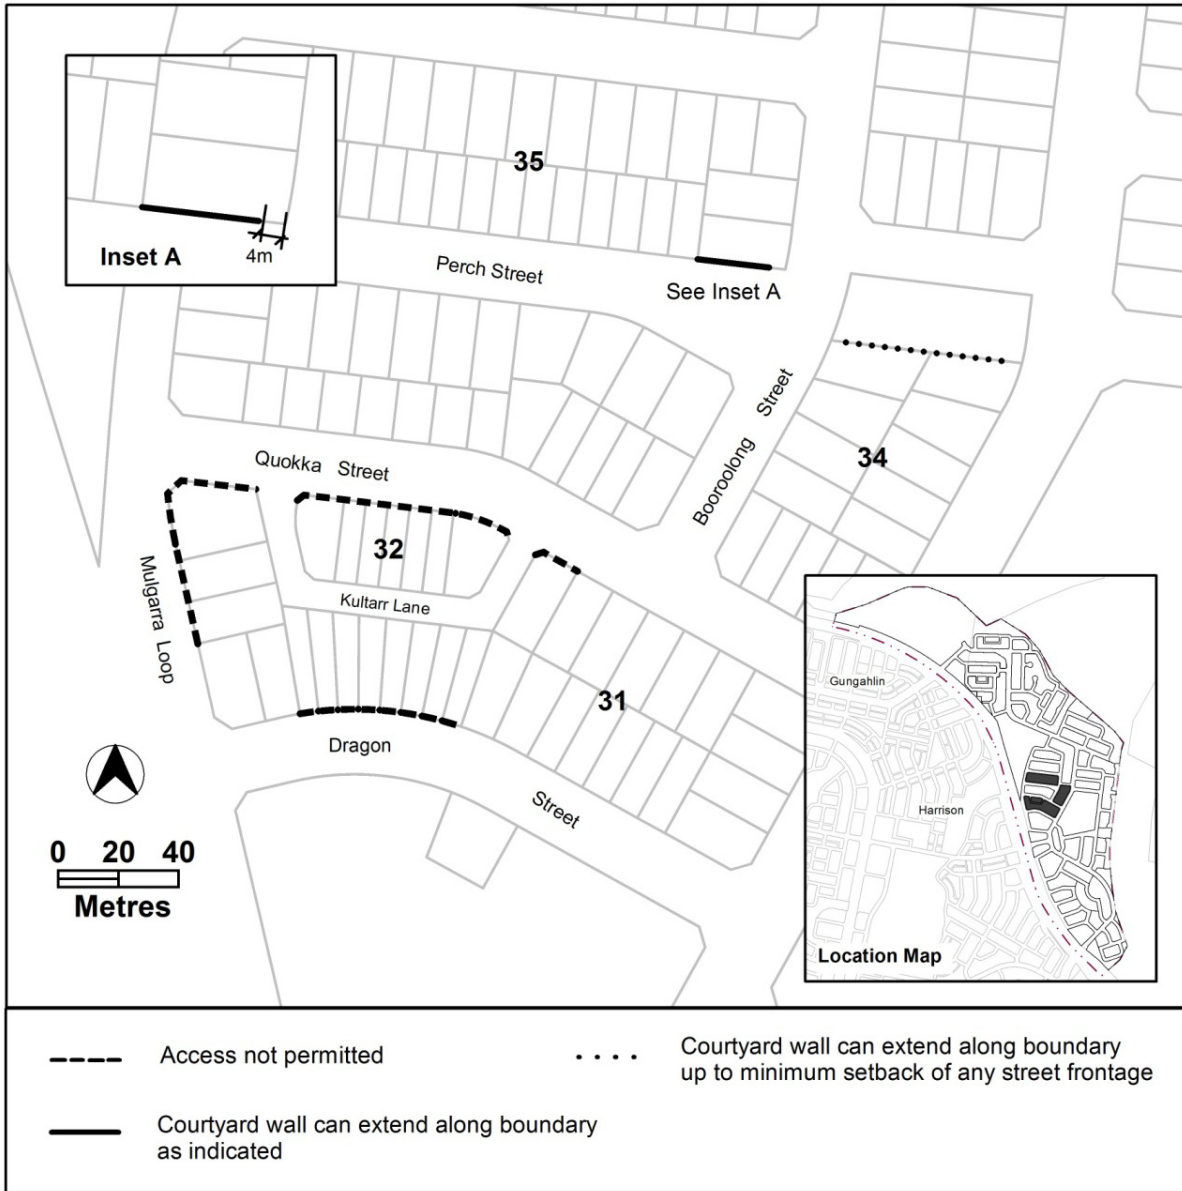 35
Inset A
4m
Perch Street
See Inset A
Booroolong Street
34
Quokka Street
32
Mulgarra Loop
Kultarr Lane
31
Dragon
Street
0 20 40
Metres
Gungahlin
Harrison
Location Map
Access not permitted
Courtyard wall can extend along boundary
up to minimum setback of any street frontage
Courtyard wall can extend along boundary
as indicated